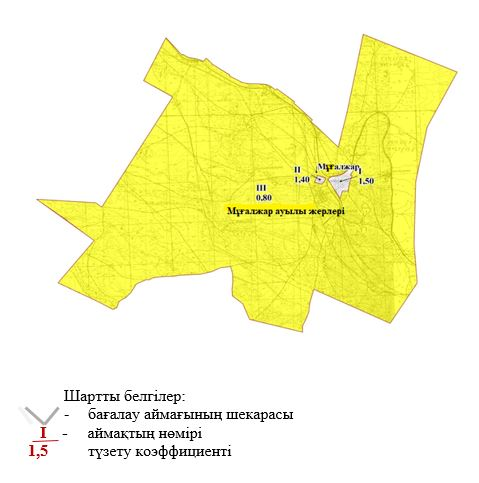 Мұғалжар
II
I
1,40
1,50
III
0,80
Мұғалжар ауылы жерлері
Шартты белгілер:
- бағалау аймағының шекарасы
I - аймақтың нөмірі
1,5 түзету коэффициенті